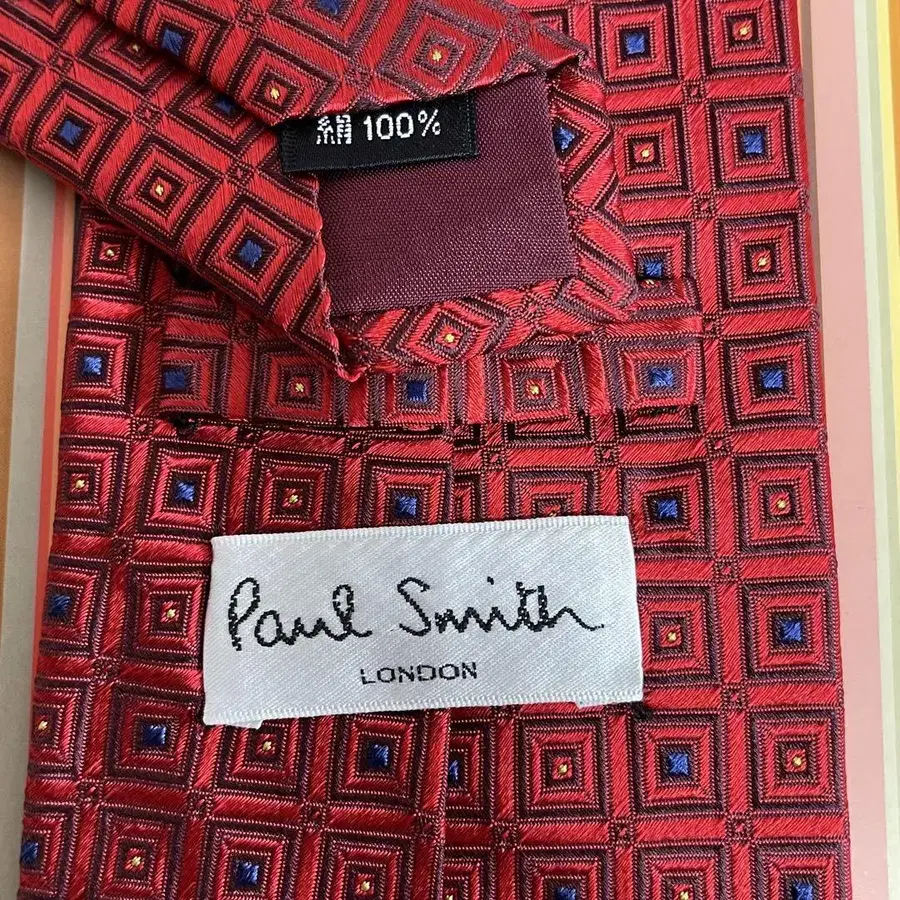 絹 100%
Paul Smith
LONDON